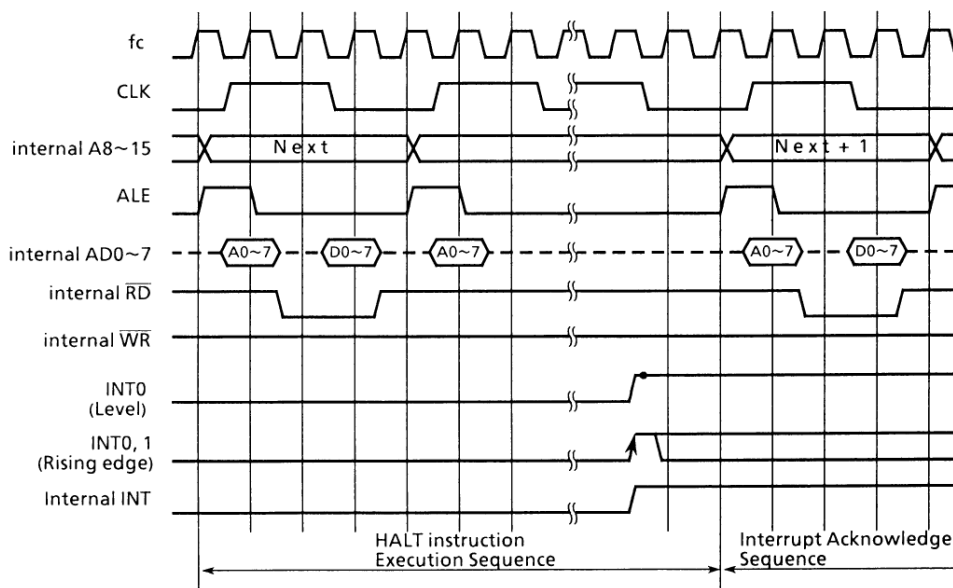 fc
CLK
internal A8~15
N e x t
N e x t + 1
ALE
internal AD0~7
A0~7
D0~7
A0~7
A0~7
D0~7
internal RD
internal WR
INT0
(Level)
INT0, 1
(Rising edge)
Internal INT
HALT instruction
Execution Sequence
Interrupt Acknowledge
Sequence